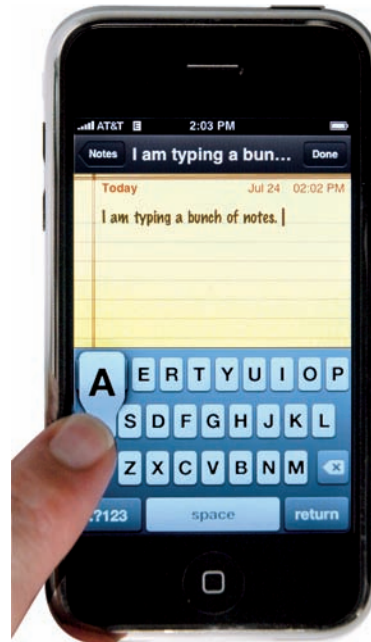 AT&T E 2:03 PM
Notes I am typing a bun... Done
Today Jul 24 02:02 PM
I am typing a bunch of notes.
A E R T Y U I O P
S D F G H J K L
Z X C V B N M
.?123 space return